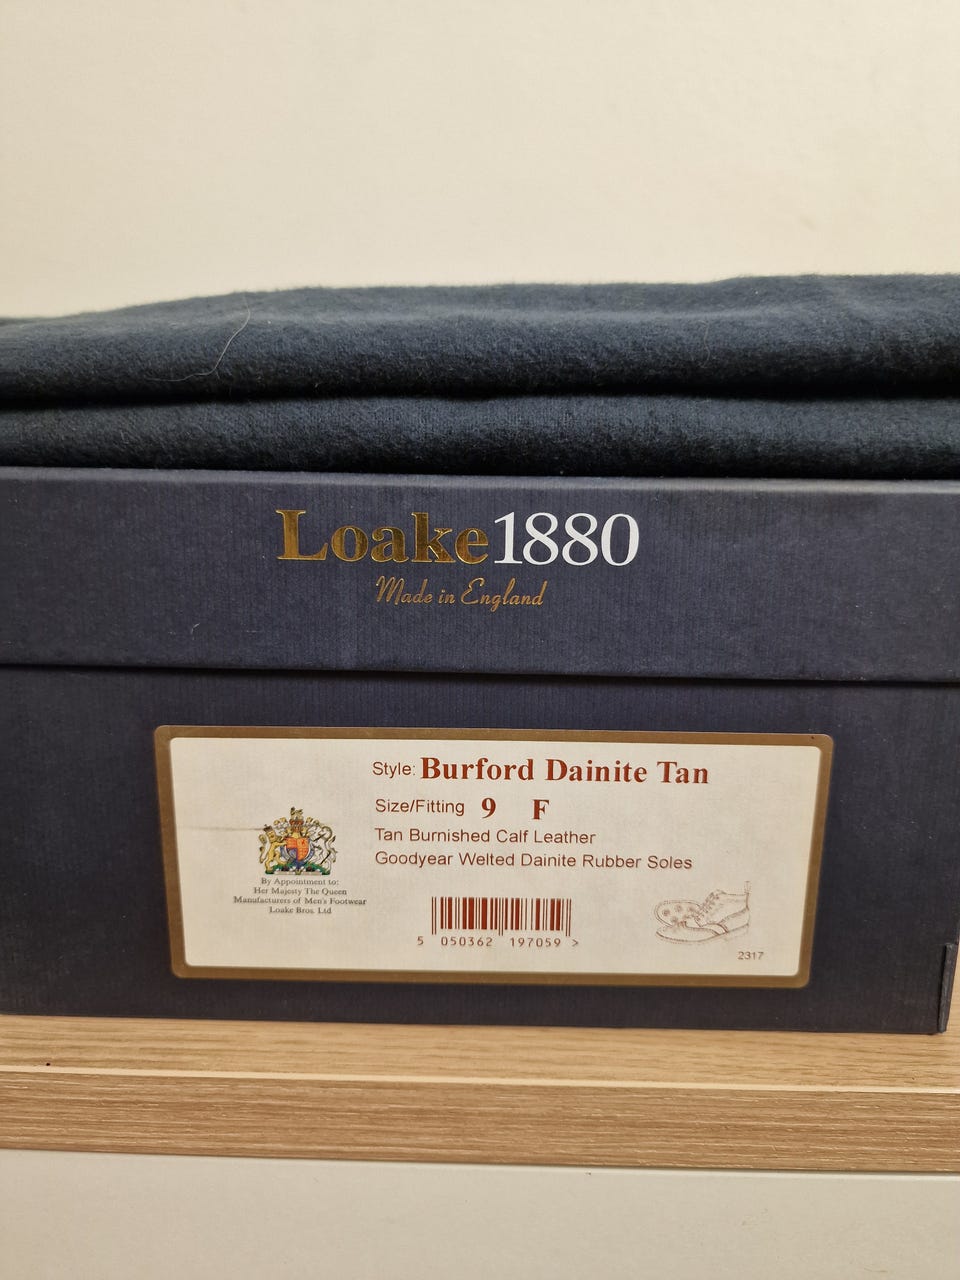 Loake1880
Made in England
Style: Burford Dainite Tan
Size/Fitting 9 F
Tan Burnished Calf Leather
Goodyear Welted Dainite Rubber Soles
By Appointment to:
Her Majesty The Queen
Manufacturers of Men's Footwear
Loake Bros. Ltd
5 050362 197059 >
2317